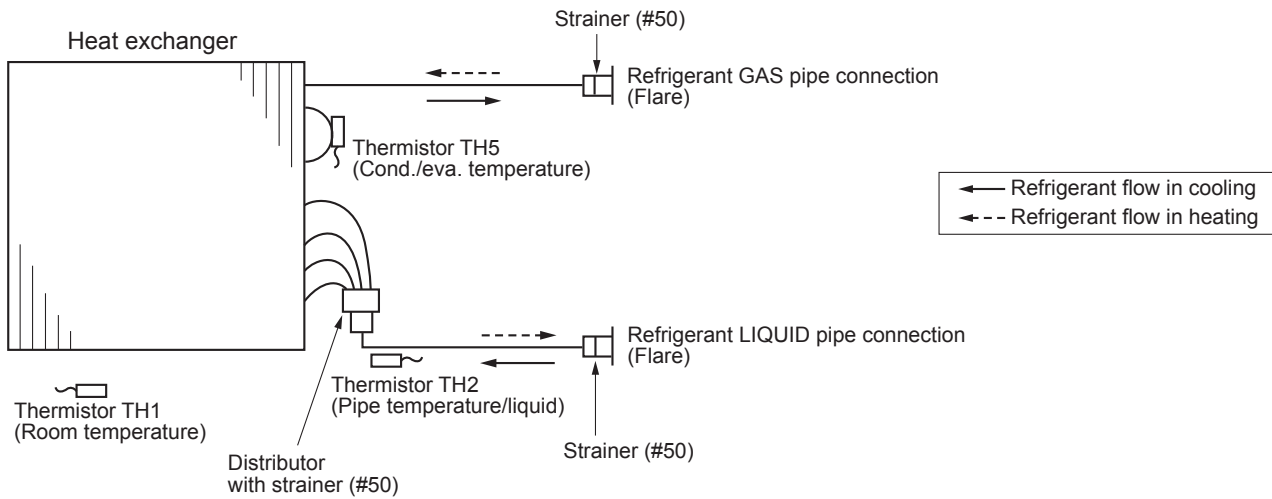 Strainer (#50)
Heat exchanger
Refrigerant GAS pipe connection
(Flare)
Thermistor TH5
(Cond./eva. temperature)
Refrigerant flow in cooling
Refrigerant flow in heating
Refrigerant LIQUID pipe connection
(Flare)
Thermistor TH2
(Pipe temperature/liquid)
Thermistor TH1
(Room temperature)
Strainer (#50)
Distributor
with strainer (#50)